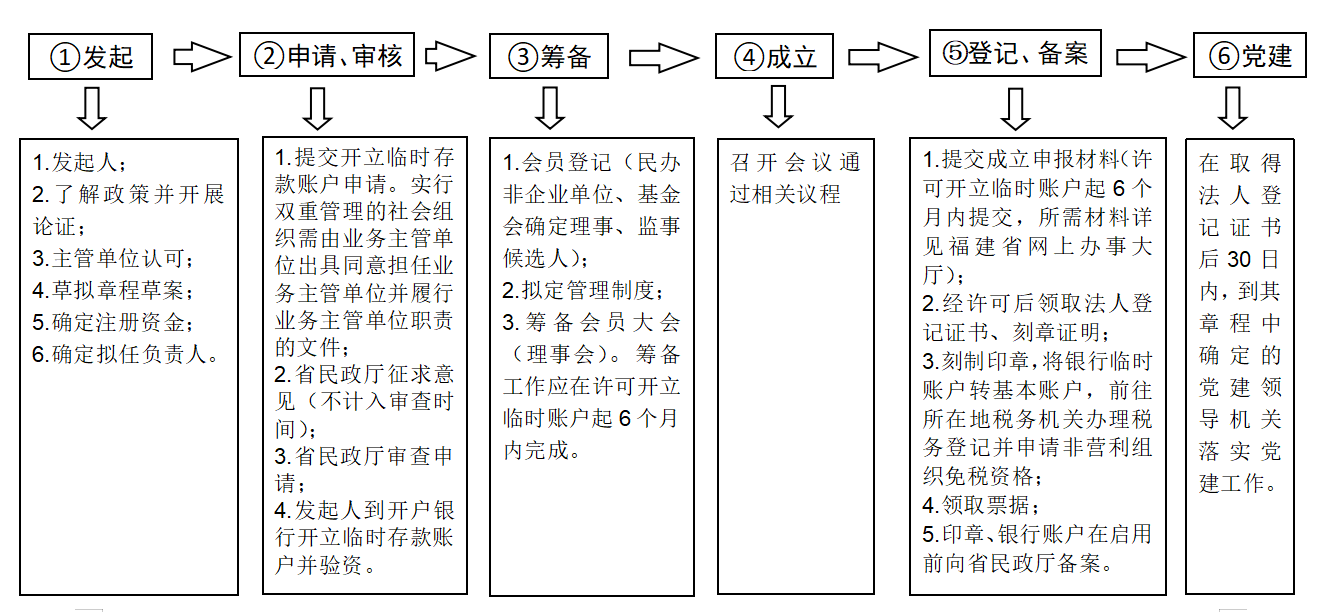 ①发起
②申请、审核
③筹备
④成立
⑤登记、备案
⑥党建
1.发起人；
2.了解政策并开展
论证；
3.主管单位认可；
4.草拟章程草案；
5.确定注册资金；
6.确定拟任负责人。
1.提交开立临时存
款账户申请。实行
双重管理的社会组
织需由业务主管单
位出具同意担任业
务主管单位并履行
业务主管单位职责
的文件；
2.省民政厅征求意
见（不计入审查时
间）；
3.省民政厅审查申
请；
4.发起人到开户银
行开立临时存款账
户并验资。
1.会员登记（民办
非企业单位、基金
会确定理事、监事
候选人）；
2.拟定管理制度；
3.筹备会员大会
（理事会）。筹备
工作应在许可开立
临时账户起6个月
内完成。
召开会议通
过相关议程
1.提交成立申报材料（许
可开立临时账户起6个
月内提交，所需材料详
见福建省网上办事大
厅）；
2.经许可后领取法人登
记证书、刻章证明；
3.刻制印章，将银行临时
账户转基本账户，前往
所在地税务机关办理税
务登记并申请非营利组
织免税资格；
4.领取票据；
5.印章、银行账户在启用
前向省民政厅备案。
在取得
法人登
记证书
后30日
内，到其
章程中
确定的
党建领
导机关
落实党
建工作。